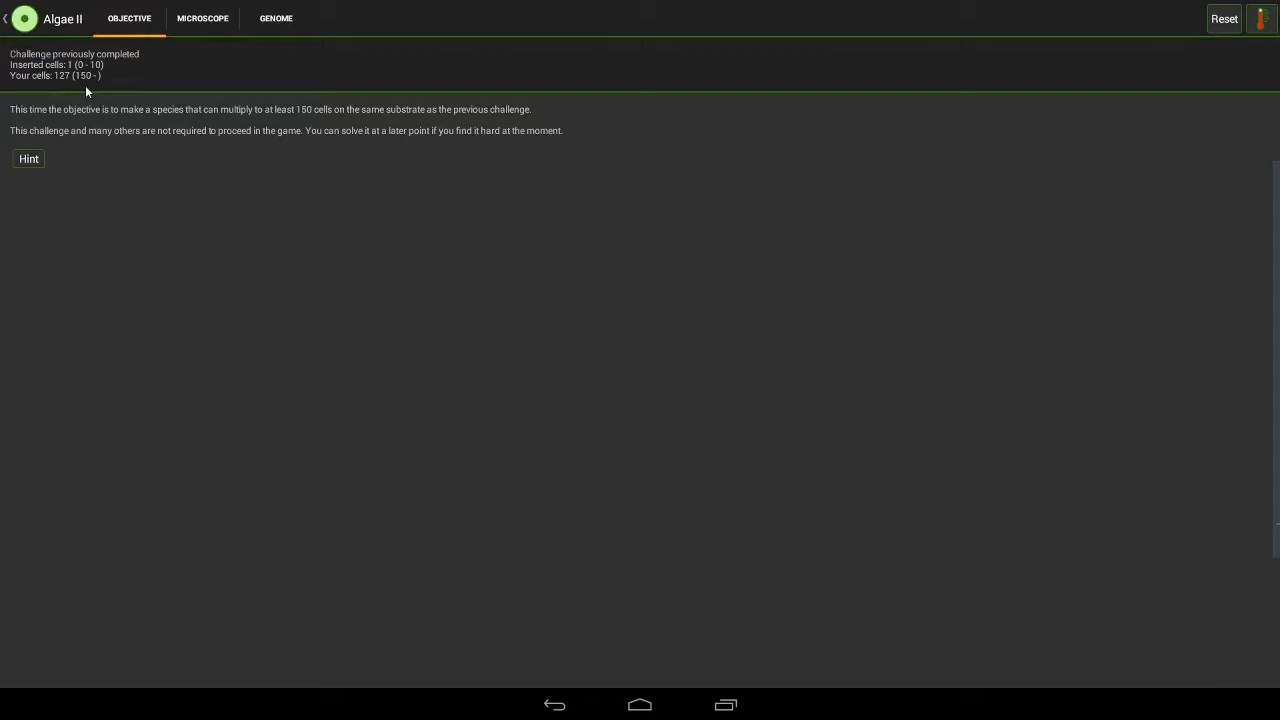 Algae II OBJECTIVE MICROSCOPE GENOME Reset
Challenge previously completed
Inserted cells: 1 (0 - 10)
Your cells: 127 (150 - )
This time the objective is to make a species that can multiply to at least 150 cells on the same substrate as the previous challenge.
This challenge and many others are not required to proceed in the game. You can solve it at a later point if you find it hard at the moment.
Hint